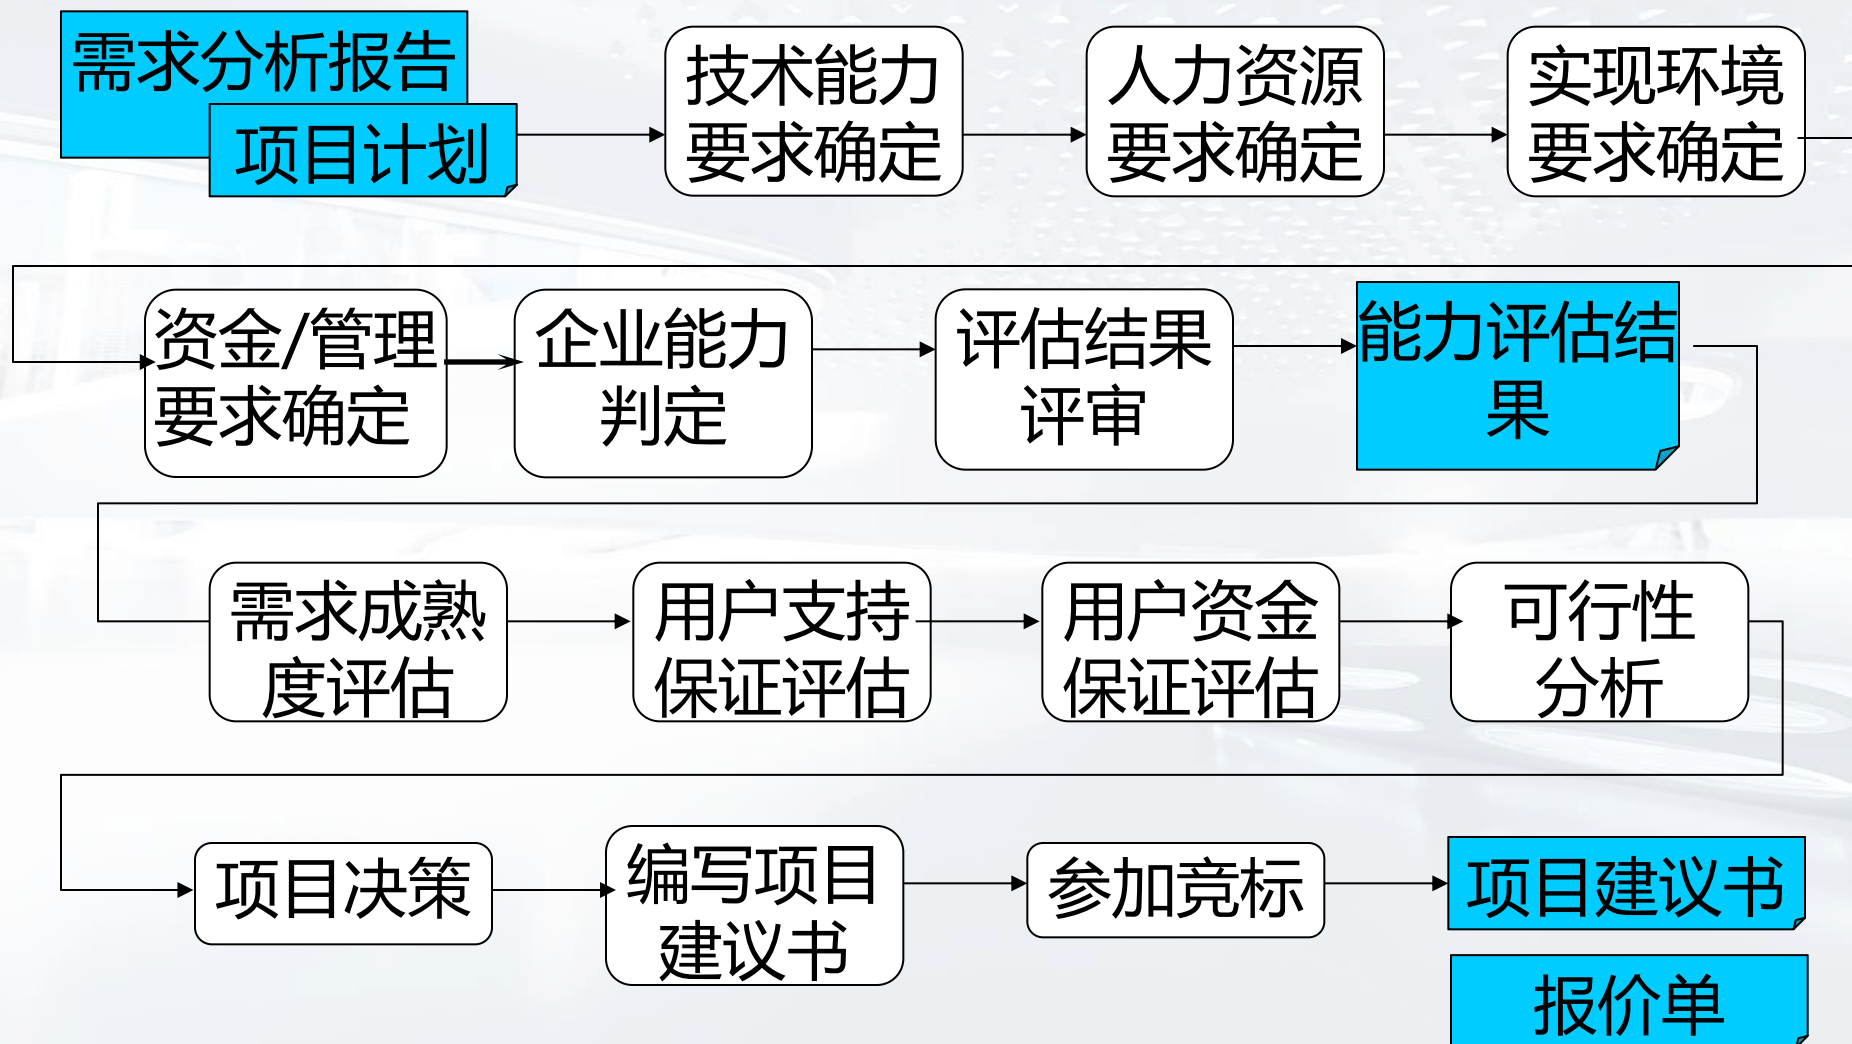 需求分析报告
项目计划
技术能力
要求确定
人力资源
要求确定
实现环境
要求确定
资金/管理
要求确定
企业能力
判定
评估结果
评审
能力评估结
果
需求成熟
度评估
用户支持
保证评估
用户资金
保证评估
可行性
分析
项目决策
编写项目
建议书
参加竞标
项目建议书
报价单